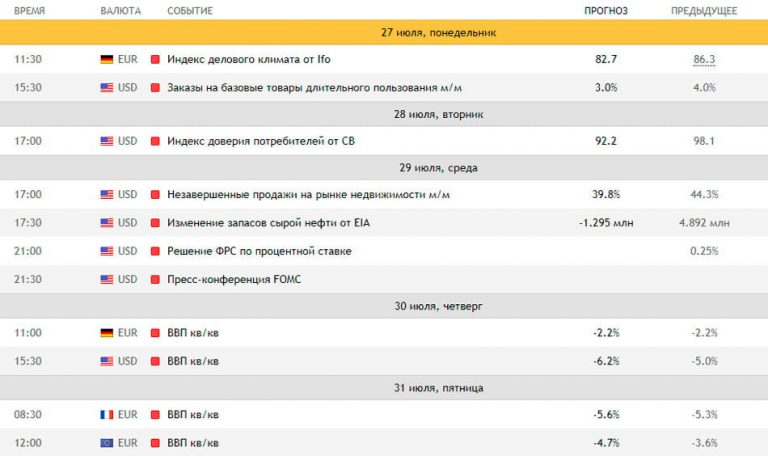 ВРЕМЯ ВАЛЮТА СОБЫТИЕ ПРОГНОЗ ПРЕДЫДУЩЕЕ
27 июля, понедельник
11:30 EUR Индекс делового климата от Ifo 82.7 86.3
15:30 USD Заказы на базовые товары длительного пользования м/м 3.0% 4.0%
28 июля, вторник
17:00 USD Индекс доверия потребителей от CB 92.2 98.1
29 июля, среда
17:00 USD Незавершенные продажи на рынке недвижимости м/м 39.8% 44.3%
17:30 USD Изменение запасов сырой нефти от EIA -1.295 млн 4.892 млн
21:00 USD Решение ФРС по процентной ставке 0.25%
21:30 USD Пресс-конференция FOMC
30 июля, четверг
11:00 EUR ВВП кв/кв -2.2% -2.2%
15:30 USD ВВП кв/кв -6.2% -5.0%
31 июля, пятница
08:30 EUR ВВП кв/кв -5.6% -5.3%
12:00 EUR ВВП кв/кв -4.7% -3.6%